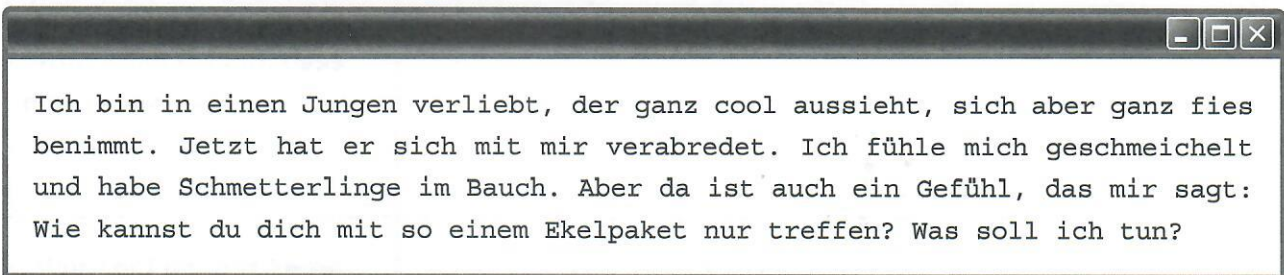 Ich bin in einen Jungen verliebt, der ganz cool aussieht, sich aber ganz fies
benimmt. Jetzt hat er sich mit mir verabredet. Ich fühle mich geschmeichelt
und habe Schmetterlinge im Bauch. Aber da ist auch ein Gefühl, das mir sagt:
Wie kannst du dich mit so einem Ekelpaket nur treffen? Was soll ich tun?